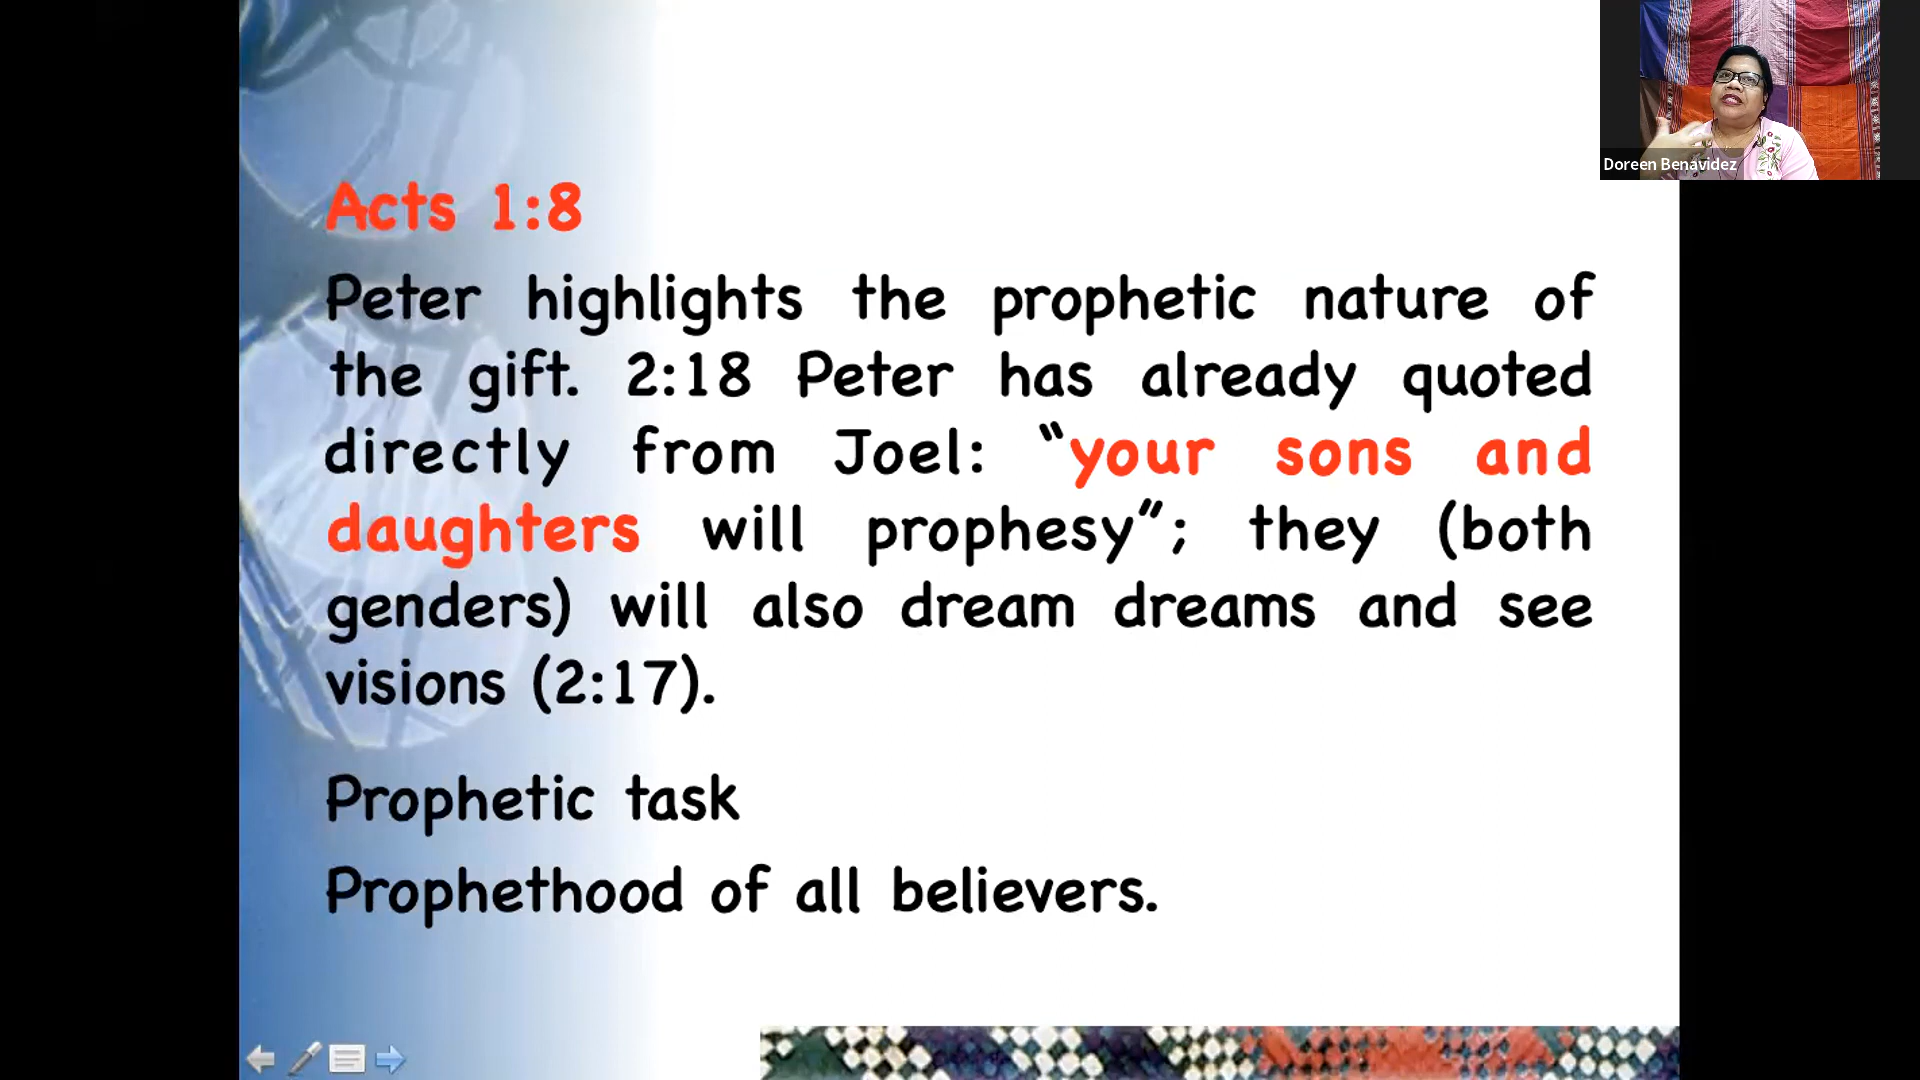 Doreen Benavidez
Acts 1:8
Peter highlights the prophetic nature of
the gift. 2:18 Peter has already quoted
directly from Joel: “your sons and
daughters will prophesy”; they (both
genders) will also dream dreams and see
visions (2:17).
Prophetic task
Prophethood of all believers.